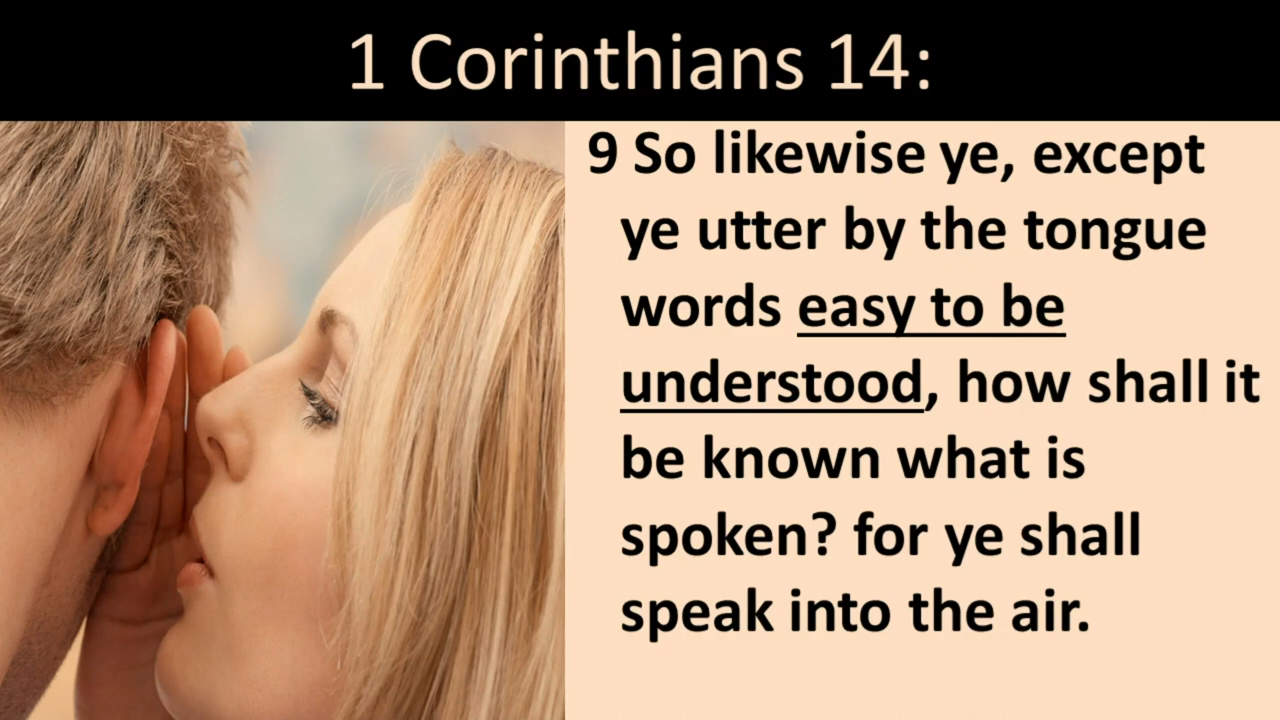 1 Corinthians 14:
9 So likewise ye, except
ye utter by the tongue
words easy to be
understood, how shall it
be known what is
spoken? for ye shall
speak into the air.